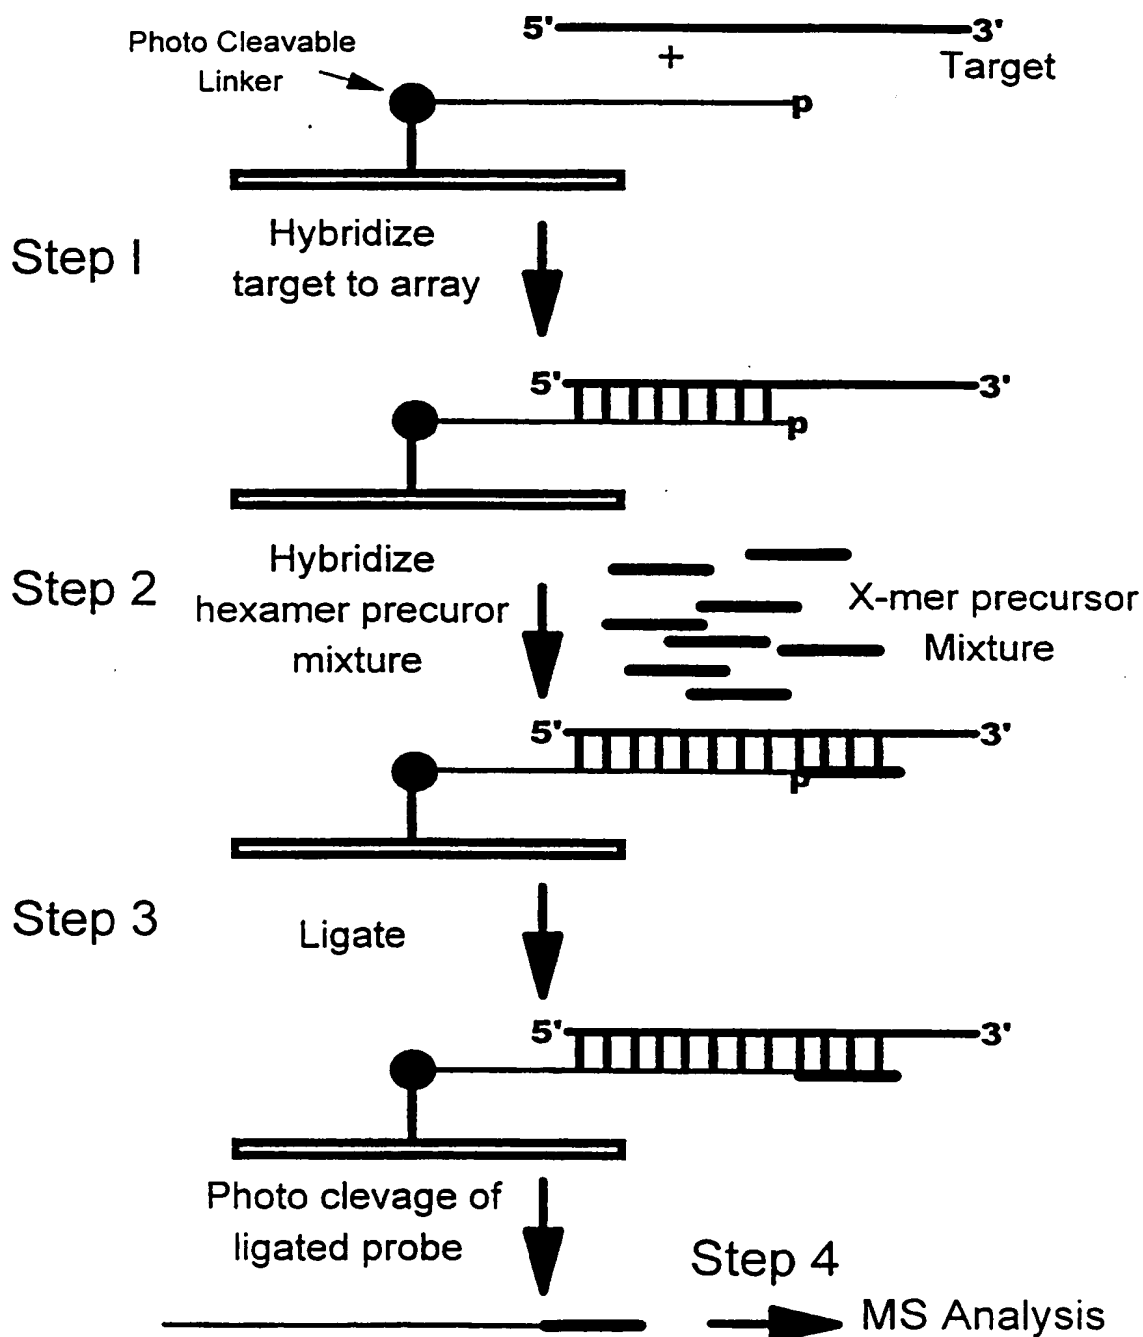 5' 3'
Photo Cleavable
Linker
+
Target
p
Step I
Hybridize
target to array
5' 3'
p
Step 2
Hybridize
hexamer precuror
mixture
X-mer precursor
Mixture
5' 3'
p
Step 3
Ligate
5' 3'
Photo clevage of
ligated probe
Step 4
MS Analysis